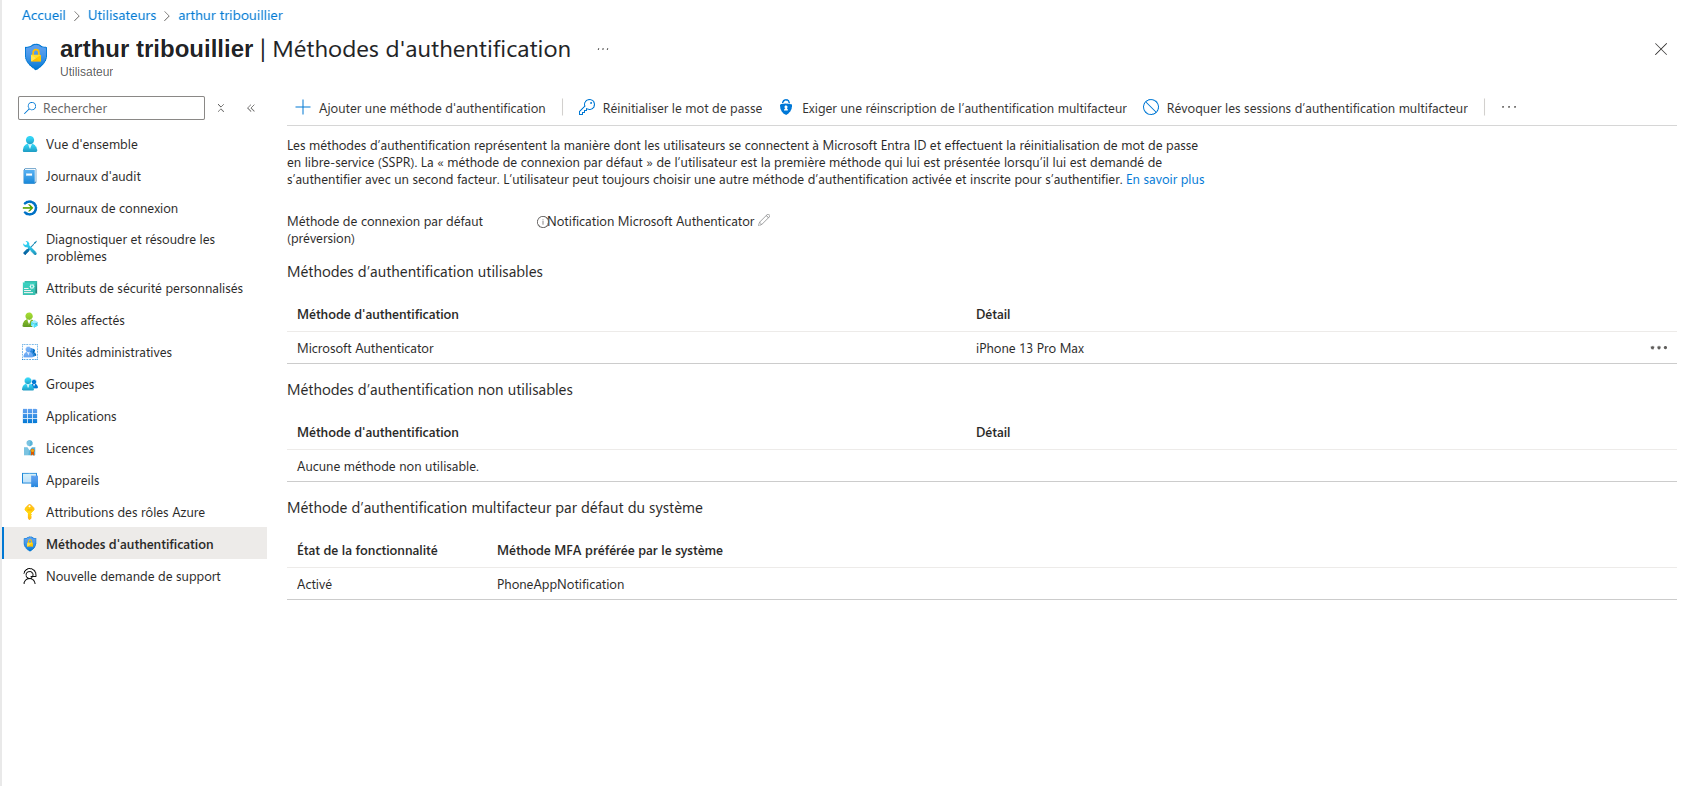 Accueil > Utilisateurs > arthur tribouillier
arthur tribouillier | Méthodes d'authentification ...
Utilisateur
Rechercher
Vue d'ensemble
Journaux d'audit
Journaux de connexion
Diagnostiquer et résoudre les
problèmes
Attributs de sécurité personnalisés
Rôles affectés
Unités administratives
Groupes
Applications
Licences
Appareils
Attributions des rôles Azure
Méthodes d'authentification
Nouvelle demande de support
Ajouter une méthode d'authentification
Réinitialiser le mot de passe
Exiger une réinscription de l'authentification multifacteur
Révoquer les sessions d’authentification multifacteur
Les méthodes d’authentification représentent la manière dont les utilisateurs se connectent à Microsoft Entra ID et effectuent la réinitialisation de mot de passe
en libre-service (SSPR). La « méthode de connexion par défaut » de l’utilisateur est la première méthode qui lui est présentée lorsqu’il lui est demandé de
s’authentifier avec un second facteur. L’utilisateur peut toujours choisir une autre méthode d’authentification activée et inscrite pour s’authentifier. En savoir plus
Méthode de connexion par défaut
(préversion)
Notification Microsoft Authenticator
Méthodes d’authentification utilisables
Méthode d'authentification Détail
Microsoft Authenticator iPhone 13 Pro Max
Méthodes d’authentification non utilisables
Méthode d'authentification Détail
Aucune méthode non utilisable.
Méthode d’authentification multifacteur par défaut du système
État de la fonctionnalité Méthode MFA préférée par le système
Activé PhoneAppNotification